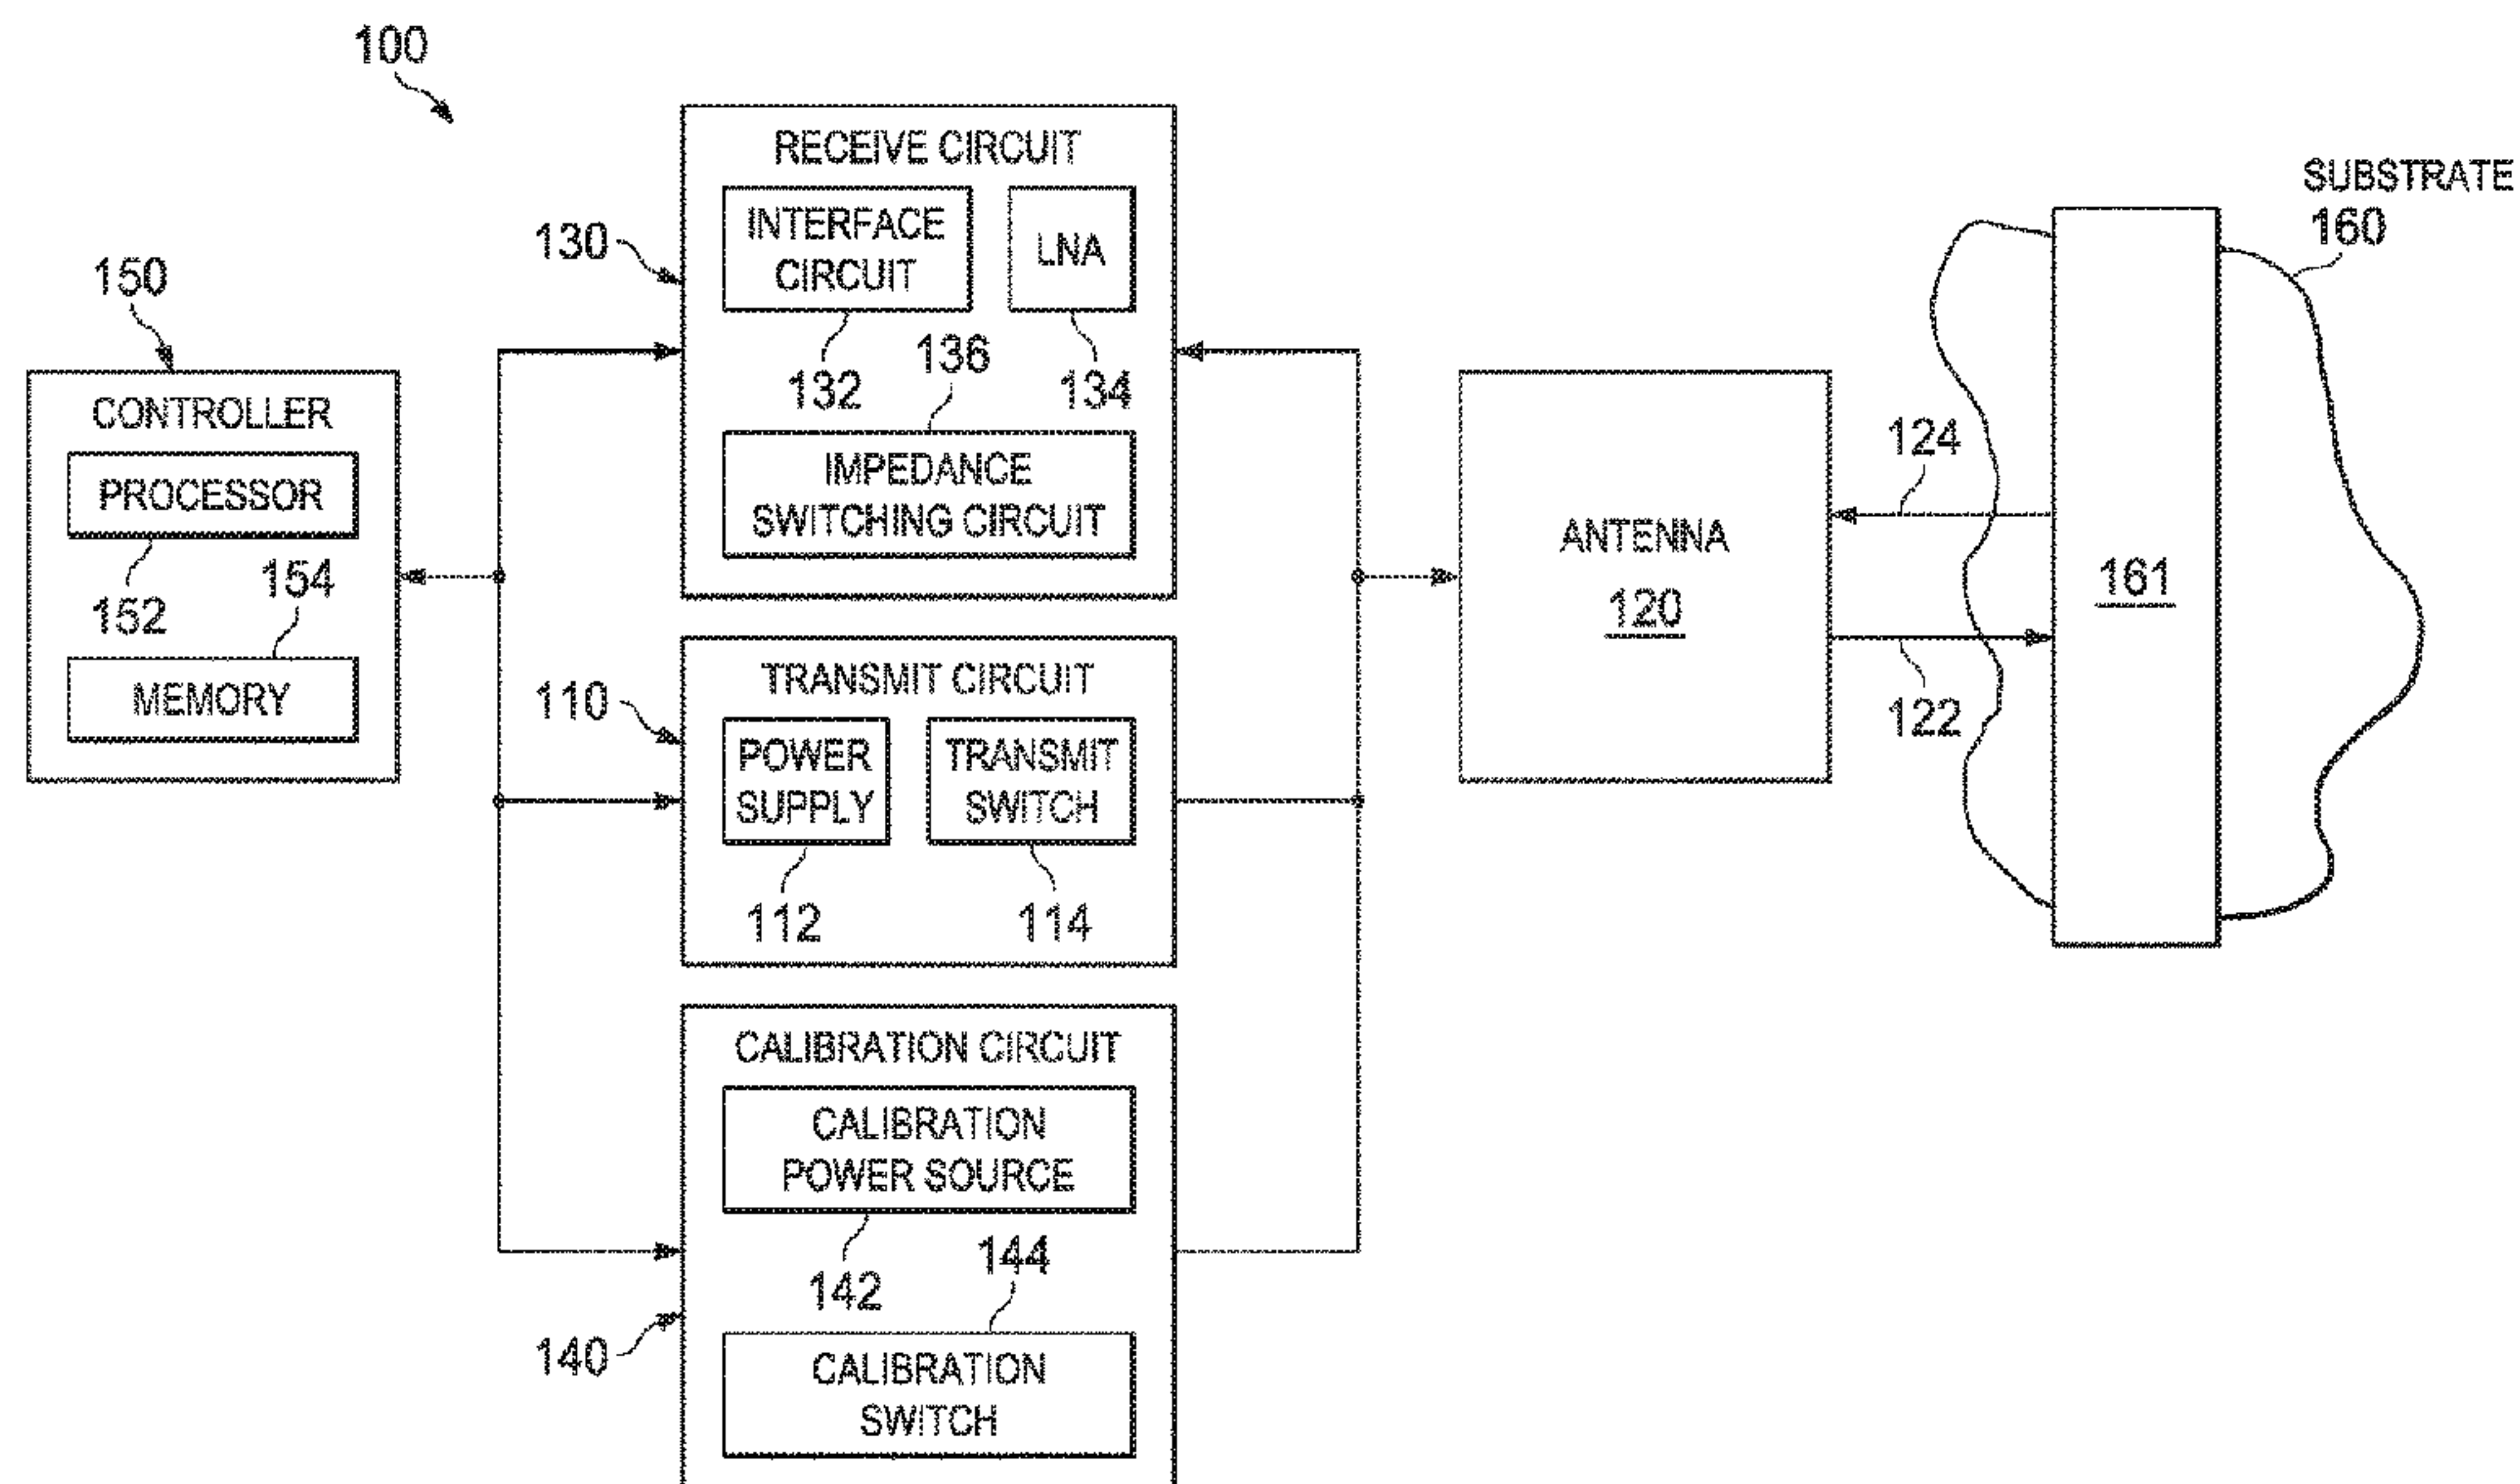 100
RECEIVE CIRCUIT
INTERFACE
CIRCUIT
LNA
130
132
134
136
IMPEDANCE
SWITCHING CIRCUIT
150
CONTROLLER
PROCESSOR
152
154
MEMORY
110
TRANSMIT CIRCUIT
POWER
SUPPLY
TRANSMIT
SWITCH
112
114
CALIBRATION CIRCUIT
CALIBRATION
POWER SOURCE
142
144
140
CALIBRATION
SWITCH
ANTENNA
120
124
122
161
SUBSTRATE
160